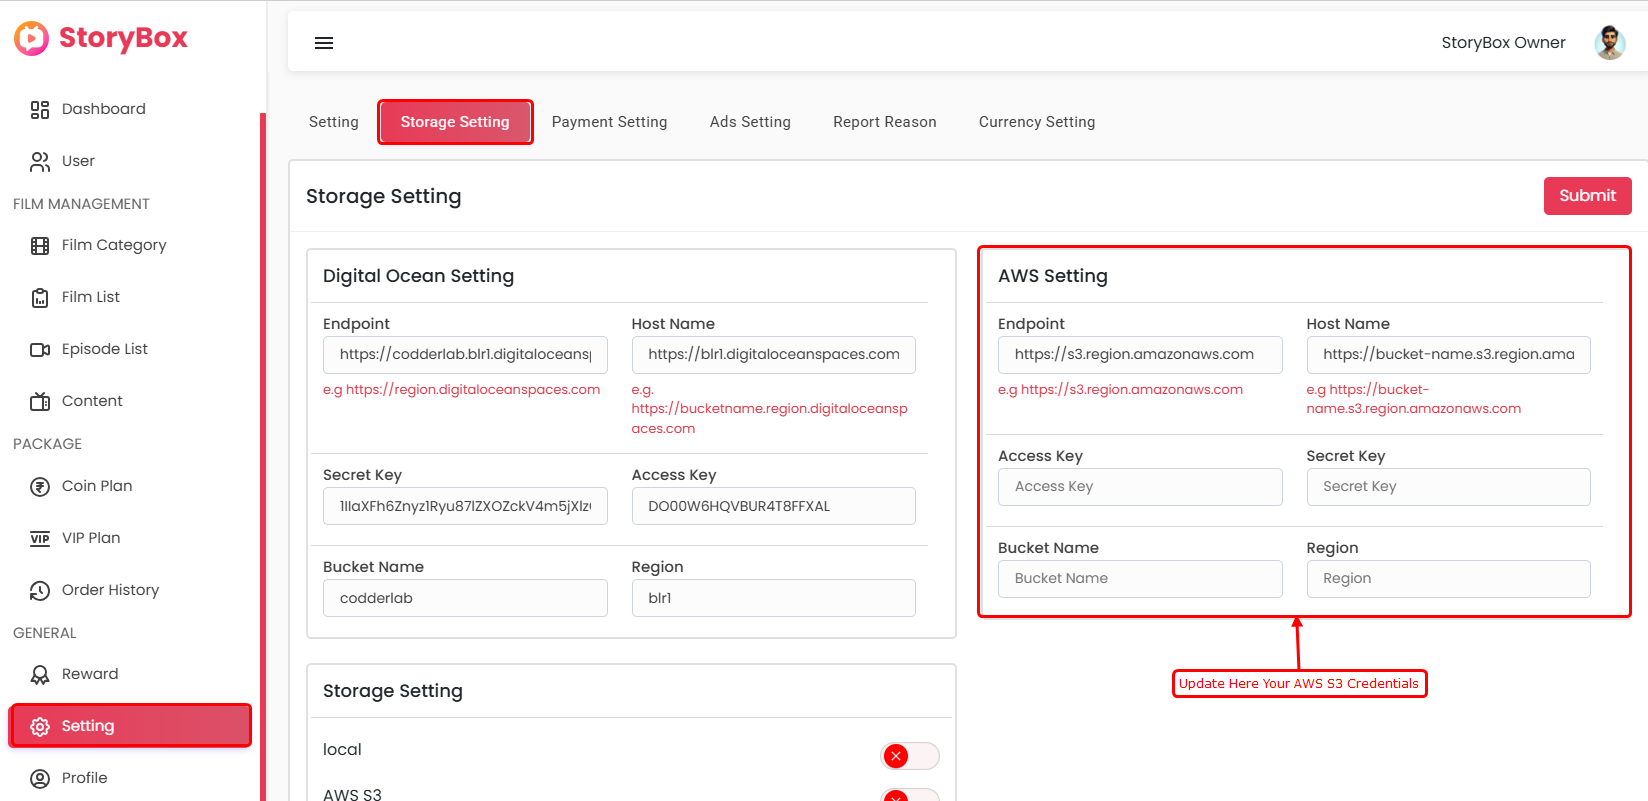 StoryBox
StoryBox Owner
Dashboard
User
FILM MANAGEMENT
Film Category
Film List
Episode List
Content
PACKAGE
Coin Plan
VIP Plan
Order History
GENERAL
Reward
Setting
Profile
Setting
Storage Setting
Payment Setting
Ads Setting
Report Reason
Currency Setting
Storage Setting
Submit
Digital Ocean Setting
Endpoint
https://codderlab.blr1.digitaloceansp
e.g https://region.digitaloceanspaces.com
Host Name
https://blr1.digitaloceanspaces.com
e.g.
https://bucketname.region.digitaloceansp
aces.com
Secret Key
Access Key
DO00W6HQVBUR4T8FFXAL
Bucket Name
codderlab
Region
blr1
AWS Setting
Endpoint
https://s3.region.amazonaws.com
e.g https://s3.region.amazonaws.com
Host Name
https://bucket-name.s3.region.ama
e.g https://bucket-
name.s3.region.amazonaws.com
Access Key
Access Key
Secret Key
Secret Key
Bucket Name
Bucket Name
Region
Region
Update Here Your AWS S3 Credentials
Storage Setting
local
AWS S3